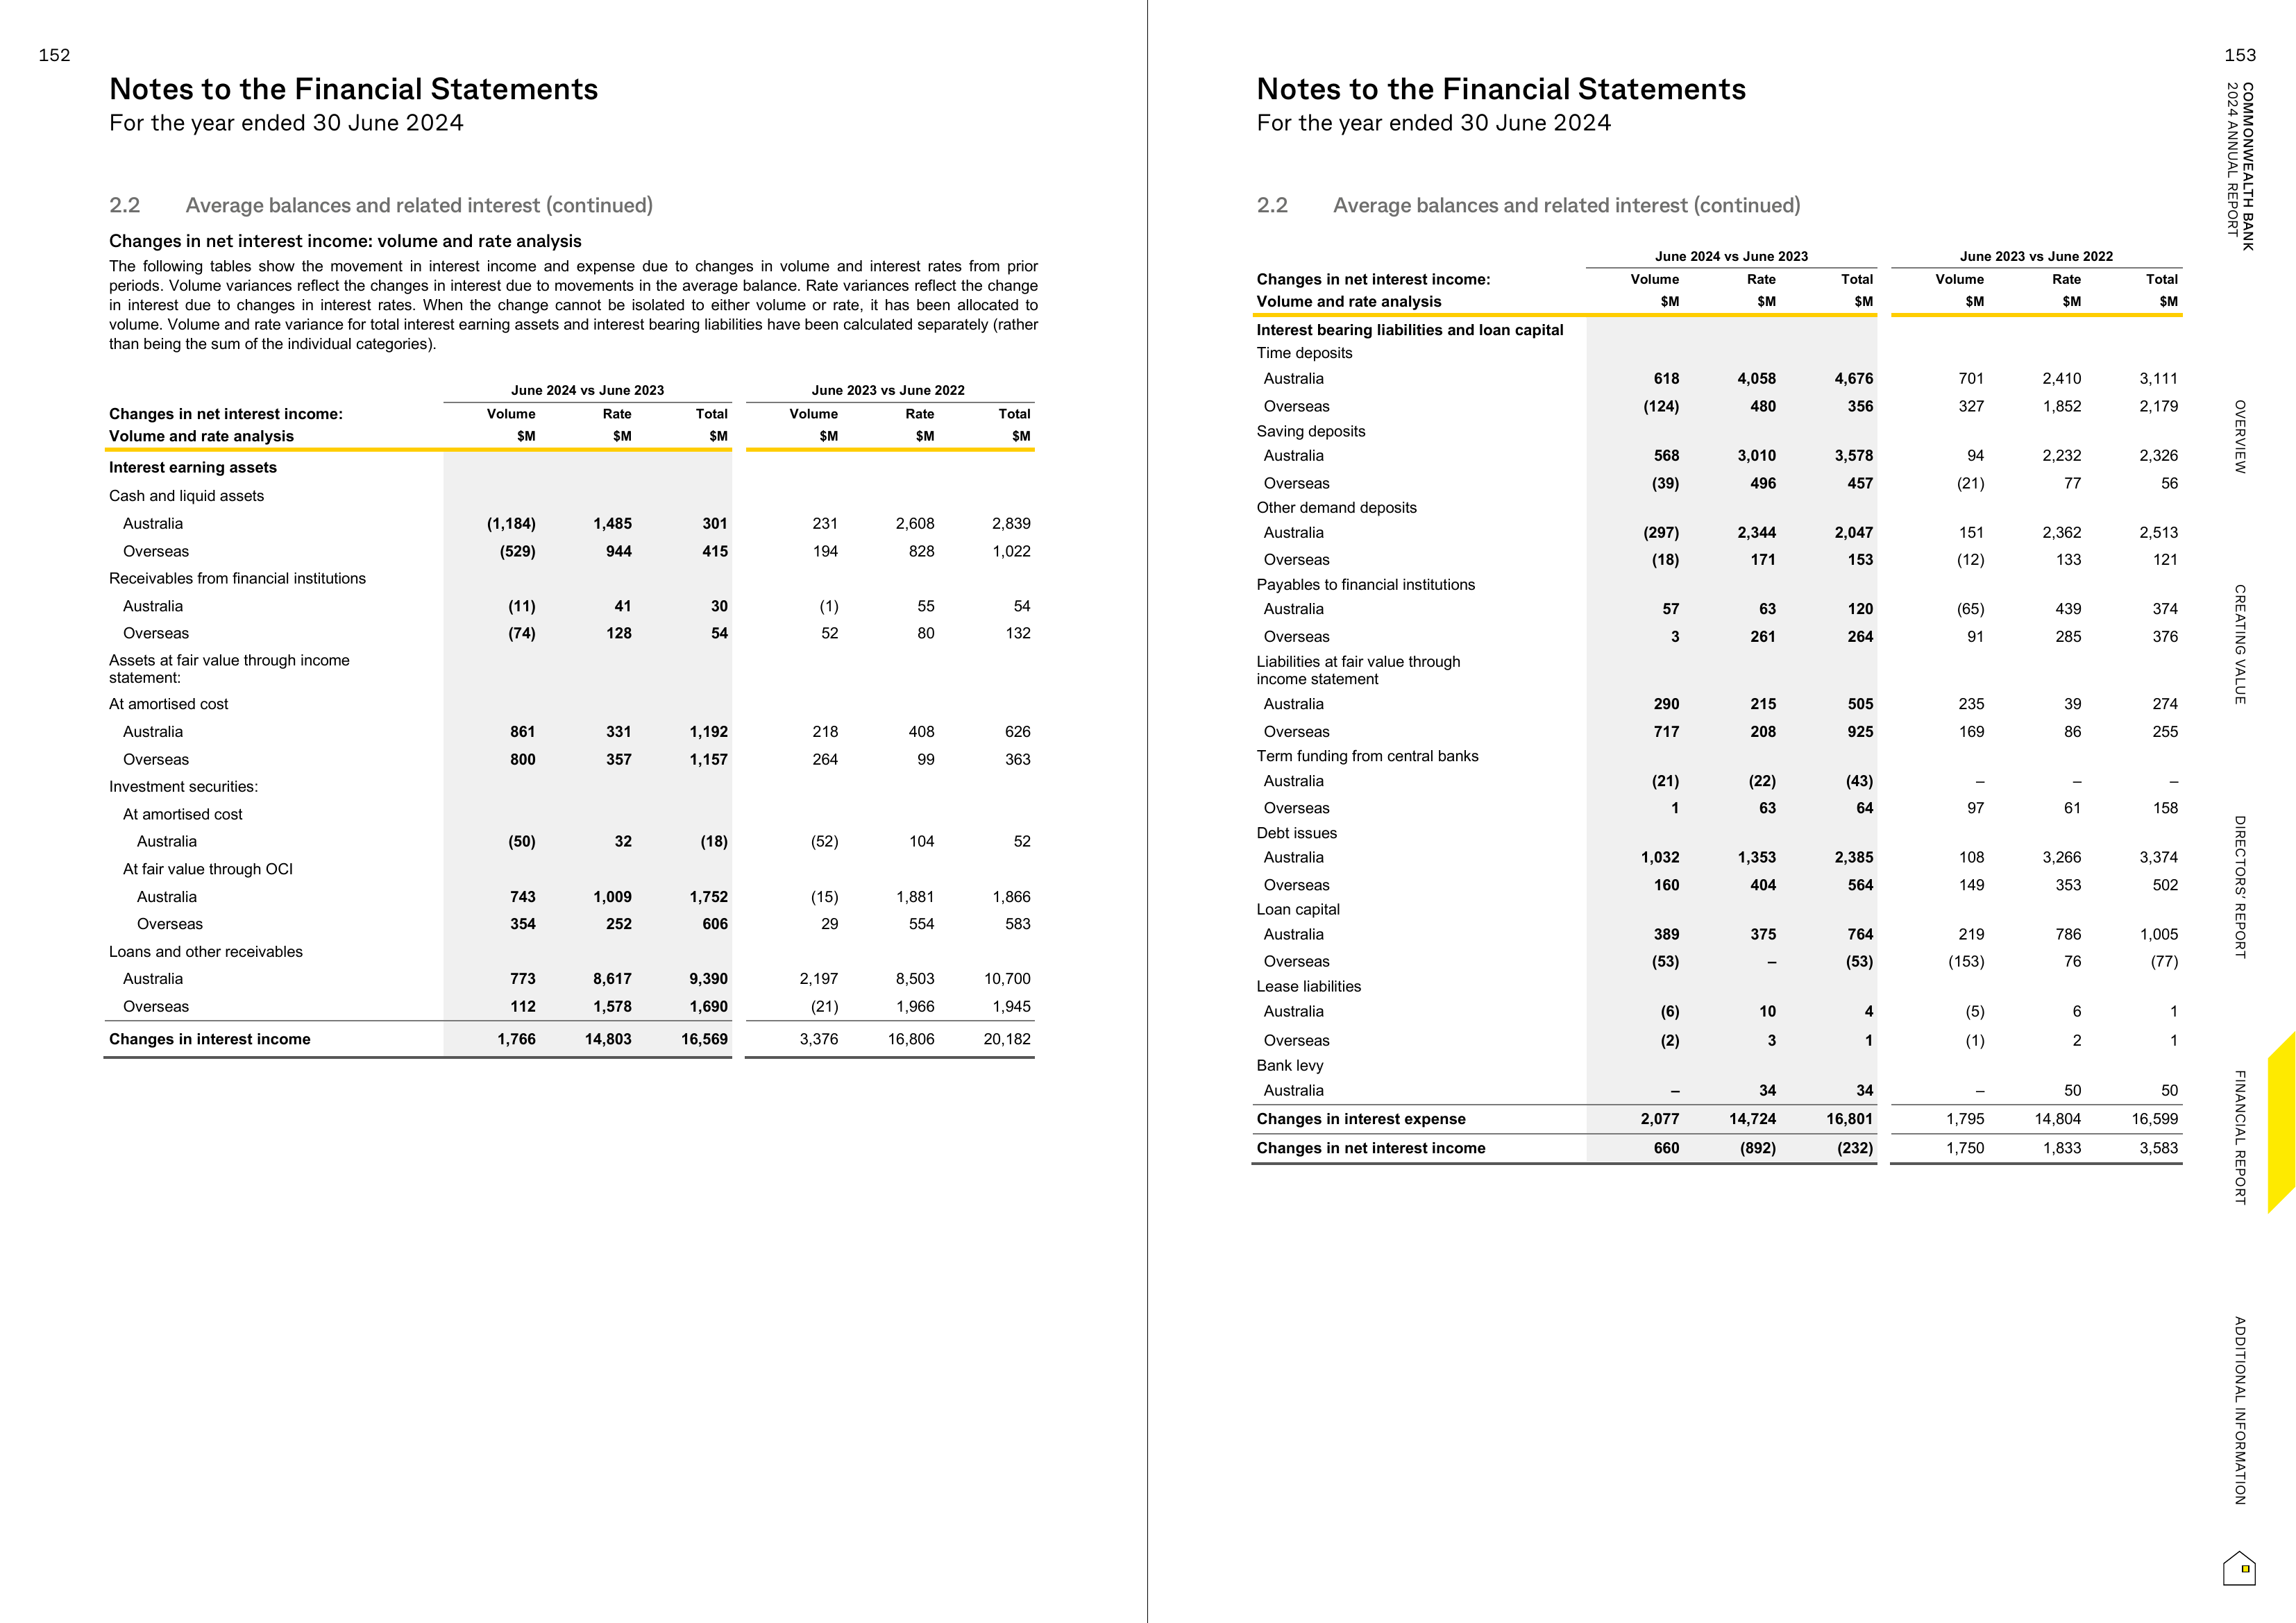 152
Notes to the Financial Statements
For the year ended 30 June 2024
2.2 Average balances and related interest (continued)
Changes in net interest income: volume and rate analysis
The following tables show the movement in interest income and expense due to changes in volume and interest rates from prior
periods. Volume variances reflect the changes in interest due to movements in the average balance. Rate variances reflect the change
in interest due to changes in interest rates. When the change cannot be isolated to either volume or rate, it has been allocated to
volume. Volume and rate variance for total interest earning assets and interest bearing liabilities have been calculated separately (rather
than being the sum of the individual categories).
June 2024 vs June 2023 June 2023 vs June 2022
Changes in net interest income: Volume Rate Total Volume Rate Total
Volume and rate analysis $M $M $M $M $M $M
Interest earning assets
Cash and liquid assets
Australia (1,184) 1,485 301 231 2,608 2,839
Overseas (529) 944 415 194 828 1,022
Receivables from financial institutions
Australia (11) 41 30 (1) 55 54
Overseas (74) 128 54 52 80 132
Assets at fair value through income
statement:
At amortised cost
Australia 861 331 1,192 218 408 626
Overseas 800 357 1,157 264 99 363
Investment securities:
At amortised cost
Australia (50) 32 (18) (52) 104 52
At fair value through OCI
Australia 743 1,009 1,752 (15) 1,881 1,866
Overseas 354 252 606 29 554 583
Loans and other receivables
Australia 773 8,617 9,390 2,197 8,503 10,700
Overseas 112 1,578 1,690 (21) 1,966 1,945
Changes in interest income 1,766 14,803 16,569 3,376 16,806 20,182
153
Notes to the Financial Statements
For the year ended 30 June 2024
2.2 Average balances and related interest (continued)
June 2024 vs June 2023 June 2023 vs June 2022
Changes in net interest income: Volume Rate Total Volume Rate Total
Volume and rate analysis $M $M $M $M $M $M
Interest bearing liabilities and loan capital
Time deposits
Australia 618 4,058 4,676 701 2,410 3,111
Overseas (124) 480 356 327 1,852 2,179
Saving deposits
Australia 568 3,010 3,578 94 2,232 2,326
Overseas (39) 496 457 (21) 77 56
Other demand deposits
Australia (297) 2,344 2,047 151 2,362 2,513
Overseas (18) 171 153 (12) 133 121
Payables to financial institutions
Australia 57 63 120 (65) 439 374
Overseas 3 261 264 91 285 376
Liabilities at fair value through
income statement
Australia 290 215 505 235 39 274
Overseas 717 208 925 169 86 255
Term funding from central banks
Australia (21) (22) (43) – – –
Overseas 1 63 64 97 61 158
Debt issues
Australia 1,032 1,353 2,385 108 3,266 3,374
Overseas 160 404 564 149 353 502
Loan capital
Australia 389 375 764 219 786 1,005
Overseas (53) – (53) (153) 76 (77)
Lease liabilities
Australia (6) 10 4 (5) 6 1
Overseas (2) 3 1 (1) 2 1
Bank levy
Australia – 34 34 – 50 50
Changes in interest expense 2,077 14,724 16,801 1,795 14,804 16,599
Changes in net interest income 660 (892) (232) 1,750 1,833 3,583
COMMONWEALTH BANK
2024 ANNUAL REPORT
OVERVIEW
CREATING VALUE
DIRECTORS’ REPORT
FINANCIAL REPORT
ADDITIONAL INFORMATION